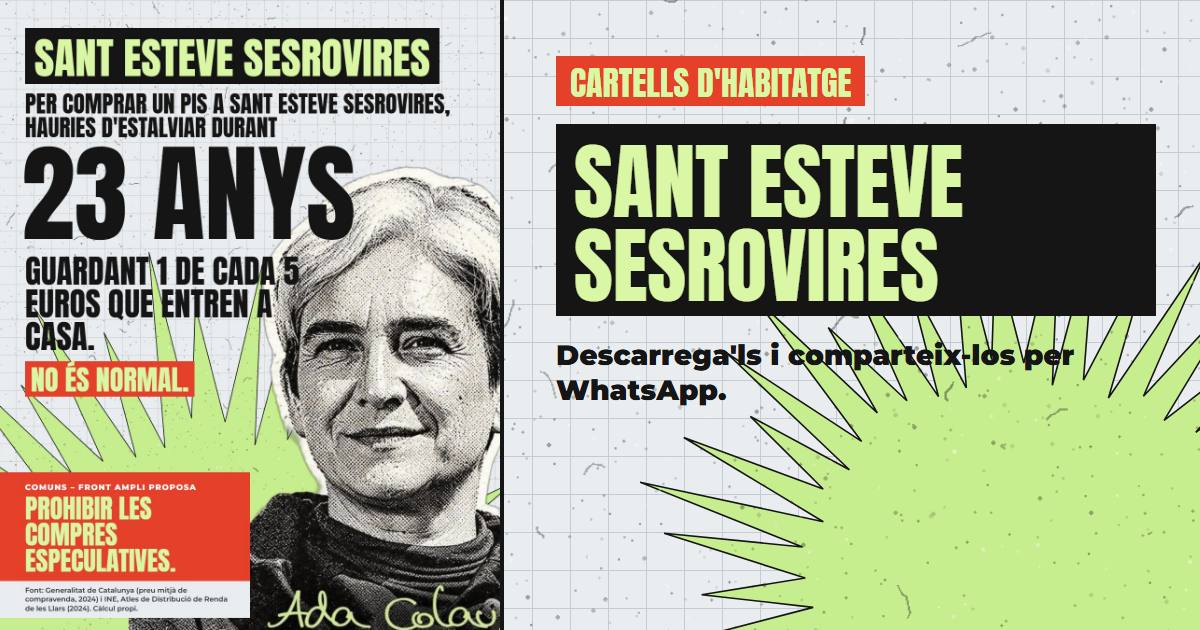 SANT ESTEVE SESROVIRES
PER COMPRAR UN PIS A SANT ESTEVE SESROVIRES,
HAURIES D'ESTALVIAR DURANT
23 ANYS
GUARDANT 1 DE CADA 5
EUROS QUE ENTREN A
CASA.
NO ÉS NORMAL.
COMUNS – FRONT AMPLI PROPOSA
PROHIBIR LES
COMPRES
ESPECULATIVES.
Font: Generalitat de Catalunya (preu mitjà de
compravenda, 2024) i INE, Atles de Distribució de Renda
de les Llars (2024). Càlcul propi.
Ada Colau
CARTELLS D'HABITATGE
SANT ESTEVE
SESROVIRES
Descarrega'ls i comparteix-los per
WhatsApp.